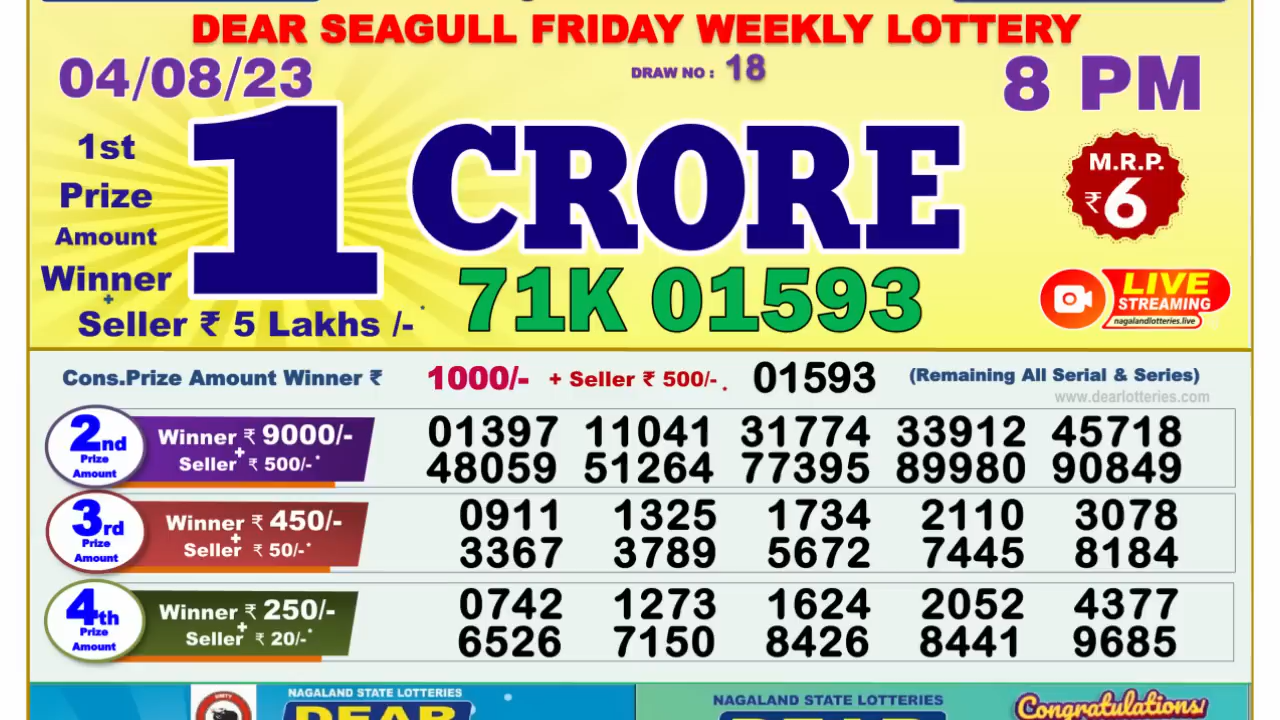 DEAR SEAGULL FRIDAY WEEKLY LOTTERY
04/08/23
DRAW NO : 18
8 PM
1st
Prize
Amount
Winner
+
Seller ₹ 5 Lakhs /-
1 CRORE
71K 01593
M.R.P.
₹ 6
LIVE
STREAMING
nagalandlotteries.live
Cons.Prize Amount Winner ₹ 1000/- + Seller ₹ 500/- . 01593 (Remaining All Serial & Series)
www.dearlotteries.com
2nd
Prize
Amount
Winner ₹ 9000/-
+
Seller ₹ 500/-*
01397 11041 31774 33912 45718
48059 51264 77395 89980 90849
3rd
Prize
Amount
Winner ₹ 450/-
+
Seller ₹ 50/-*
0911 1325 1734 2110 3078
3367 3789 5672 7445 8184
4th
Prize
Amount
Winner ₹ 250/-
+
Seller ₹ 20/-*
0742 1273 1624 2052 4377
6526 7150 8426 8441 9685
UNITY
NAGALAND STATE LOTTERIES
DEAR
NAGALAND STATE LOTTERIES
DEAR
Congratulations!